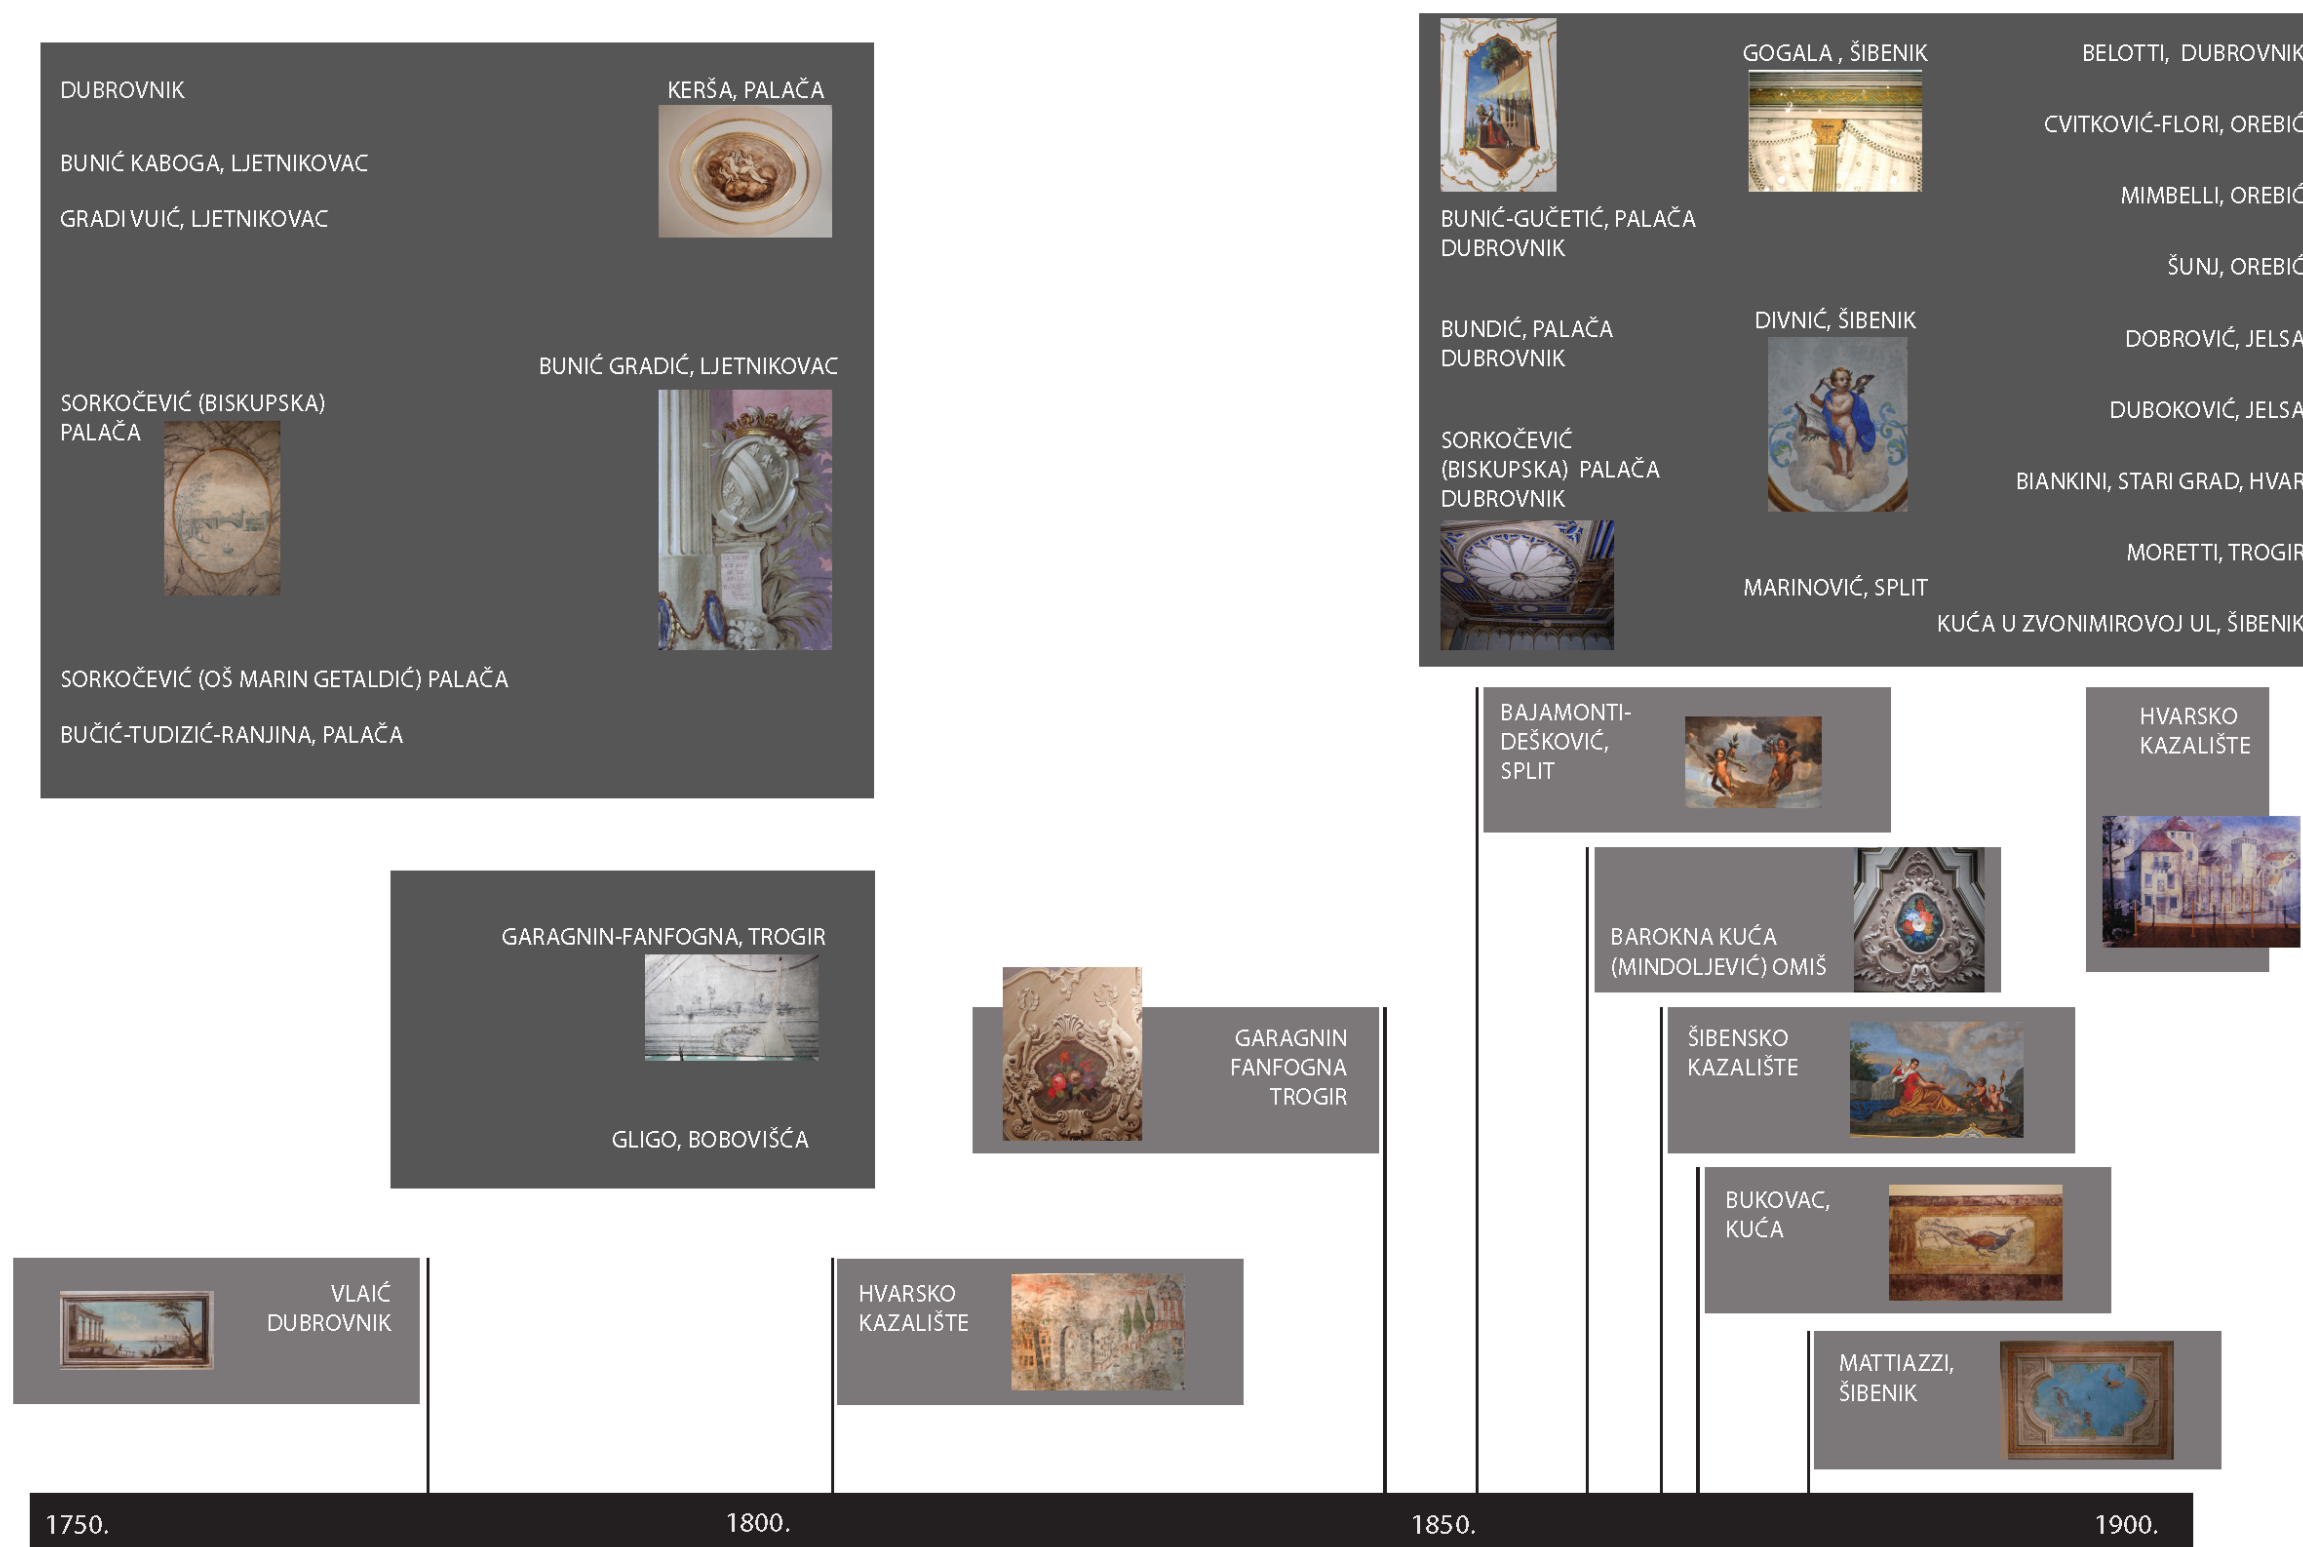 DUBROVNIK
KERŠA, PALAČA
BUNIĆ KABOGA, LJETNIKOVAC
GRADI VUIĆ, LJETNIKOVAC
BUNIĆ GRADIĆ, LJETNIKOVAC
SORKOČEVIĆ (BISKUPSKA)
PALAČA
SORKOČEVIĆ (OŠ MARIN GETALDIĆ) PALAČA
BUČIĆ-TUDIZIĆ-RANJINA, PALAČA
GOGALA , ŠIBENIK
BELOTTI, DUBROVNIK
CVITKOVIĆ-FLORI, OREBIĆ
MIMBELLI, OREBIĆ
BUNIĆ-GUČETIĆ, PALAČA
DUBROVNIK
ŠUNJ, OREBIĆ
DIVNIĆ, ŠIBENIK
BUNDIĆ, PALAČA
DUBROVNIK
DOBROVIĆ, JELSA
DUBOKOVIĆ, JELSA
SORKOČEVIĆ
(BISKUPSKA) PALAČA
DUBROVNIK
BIANKINI, STARI GRAD, HVAR
MORETTI, TROGIR
MARINOVIĆ, SPLIT
KUĆA U ZVONIMIROVOJ UL, ŠIBENIK
BAJAMONTI-
DEŠKOVIĆ,
SPLIT
HVARSKO
KAZALIŠTE
BAROKNA KUĆA
(MINDOLJEVIĆ) OMIŠ
GARAGNIN-FANFOGNA, TROGIR
GLIGO, BOBOVIŠĆA
GARAGNIN
FANFOGNA
TROGIR
ŠIBENSKO
KAZALIŠTE
BUKOVAC,
KUĆA
VLAIĆ
DUBROVNIK
HVARSKO
KAZALIŠTE
MATTIAZZI,
ŠIBENIK
1750.
1800.
1850.
1900.